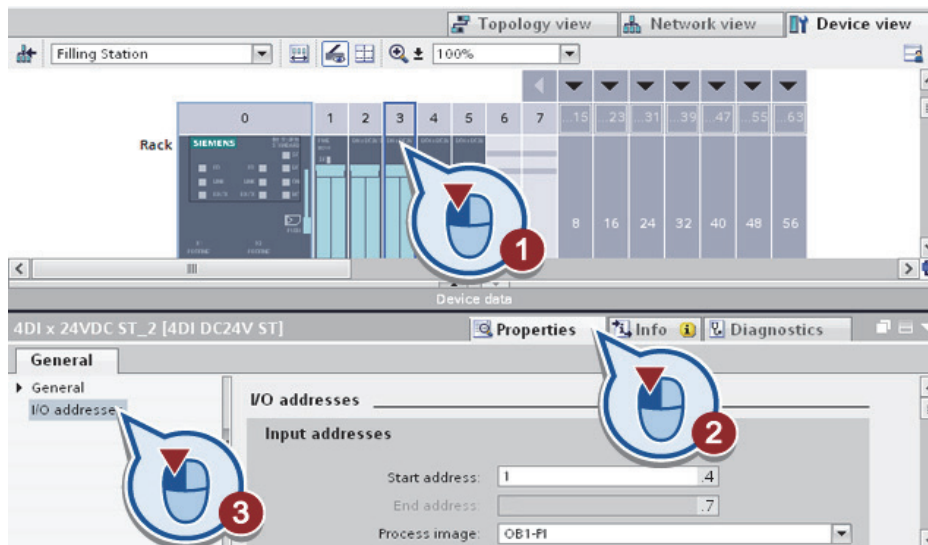 Topology view Network view Device view
Filling Station 100%
0 1 2 3 4 5 6 7 ...15 ...23 ...31 ...39 ...47 ...55 ...63
Rack SIEMENS
8 16 24 32 40 48 56
1
Device data
4DI x 24VDC ST_2 [4DI DC24V ST] Properties Info Diagnostics
General
General
I/O addresses I/O addresses
Input addresses
2
Start address: 1 .4
3
End address: .7
Process image: OB1-PI